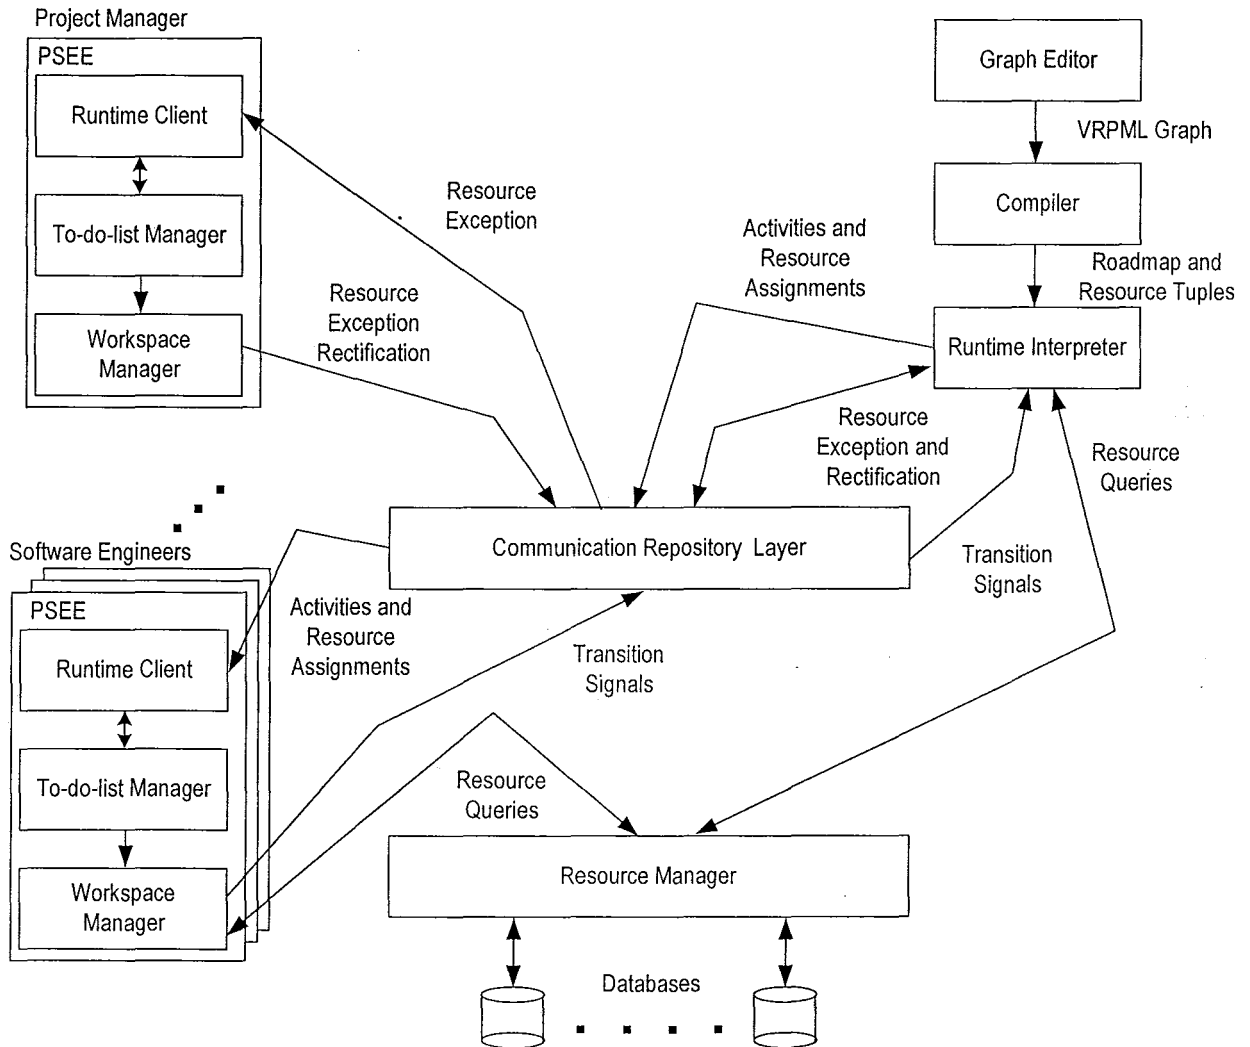 Project Manager
PSEE
Runtime Client
To-do-list Manager
Workspace
Manager
Resource
Exception
Resource
Exception
Rectification
Graph Editor
VRPML Graph
Compiler
Roadmap and
Resource Tuples
Runtime Interpreter
Activities and
Resource
Assignments
Resource
Exception and
Rectification
Resource
Queries
Communication Repository Layer
Transition
Signals
Software Engineers
PSEE
Runtime Client
To-do-list Manager
Workspace
Manager
Activities and
Resource
Assignments
Transition
Signals
Resource
Queries
Resource Manager
Databases